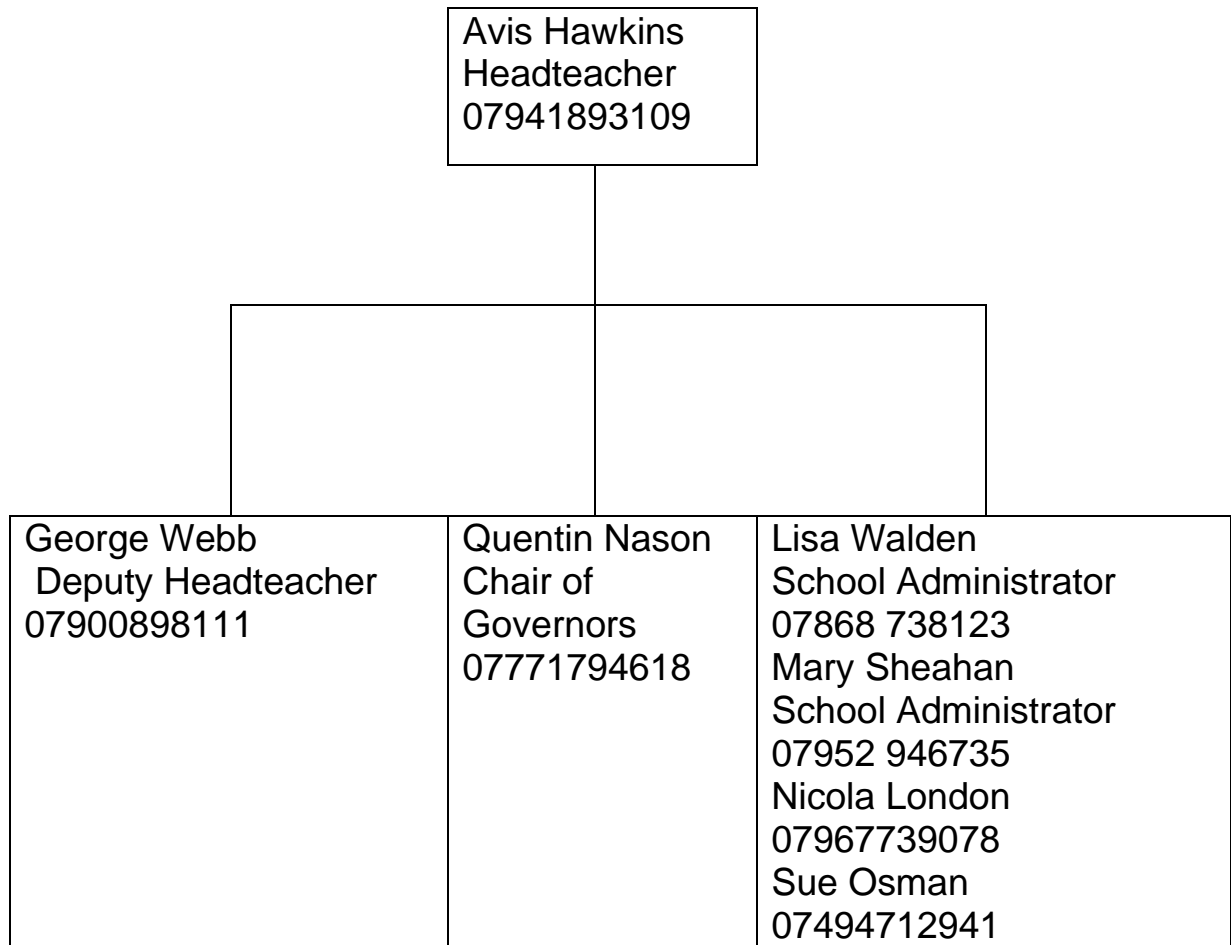 Avis Hawkins
Headteacher
07941893109
George Webb
Deputy Headteacher
07900898111
Quentin Nason
Chair of
Governors
07771794618
Lisa Walden
School Administrator
07868 738123
Mary Sheahan
School Administrator
07952 946735
Nicola London
07967739078
Sue Osman
07494712941